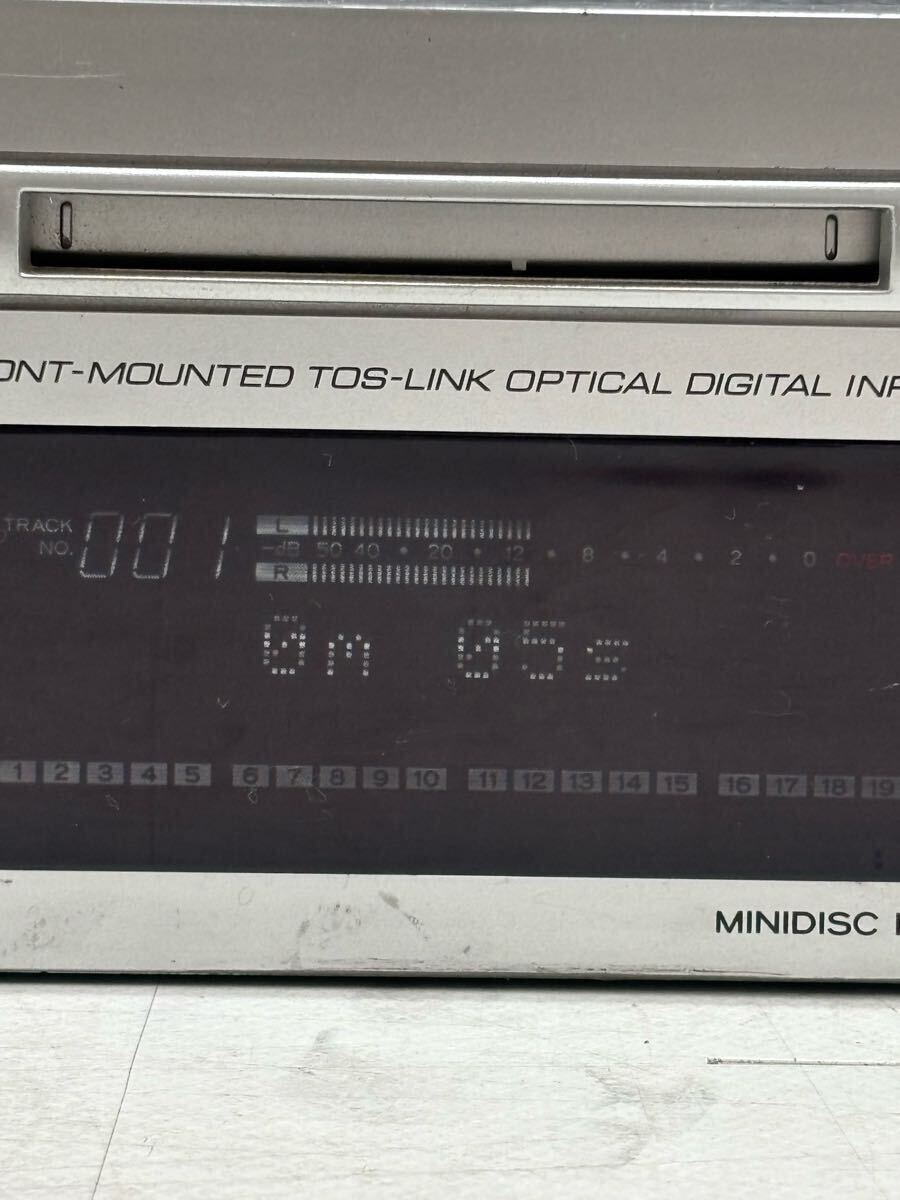 ONT-MOUNTED TOS-LINK OPTICAL DIGITAL INP
TRACK NO. 001
L
-dB 50 40 • 20 • 12 • 8 • 4 • 2 • 0 OVER
R
0m 05s
1 2 3 4 5 6 7 8 9 10 11 12 13 14 15 16 17 18 19
MINIDISC